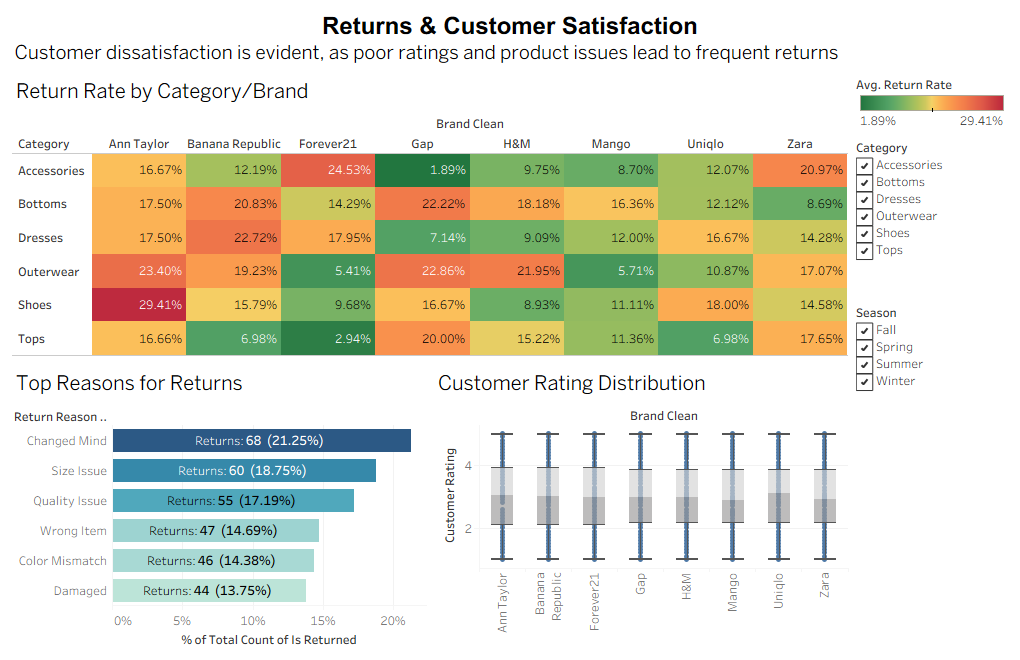 Returns & Customer Satisfaction
Customer dissatisfaction is evident, as poor ratings and product issues lead to frequent returns
Return Rate by Category/Brand
Brand Clean
Category Ann Taylor Banana Republic Forever21 Gap H&M Mango Uniqlo Zara
Accessories 16.67% 12.19% 24.53% 1.89% 9.75% 8.70% 12.07% 20.97%
Bottoms 17.50% 20.83% 14.29% 22.22% 18.18% 16.36% 12.12% 8.69%
Dresses 17.50% 22.72% 17.95% 7.14% 9.09% 12.00% 16.67% 14.28%
Outerwear 23.40% 19.23% 5.41% 22.86% 21.95% 5.71% 10.87% 17.07%
Shoes 29.41% 15.79% 9.68% 16.67% 8.93% 11.11% 18.00% 14.58%
Tops 16.66% 6.98% 2.94% 20.00% 15.22% 11.36% 6.98% 17.65%
Avg. Return Rate
1.89% 29.41%
Category
Accessories
Bottoms
Dresses
Outerwear
Shoes
Tops
Season
Fall
Spring
Summer
Winter
Top Reasons for Returns
Return Reason ..
Changed Mind Returns: 68 (21.25%)
Size Issue Returns: 60 (18.75%)
Quality Issue Returns: 55 (17.19%)
Wrong Item Returns: 47 (14.69%)
Color Mismatch Returns: 46 (14.38%)
Damaged Returns: 44 (13.75%)
0% 5% 10% 15% 20%
% of Total Count of Is Returned
Customer Rating Distribution
Brand Clean
Customer Rating
4
2
Ann Taylor
Banana
Republic
Forever21
Gap
H&M
Mango
Uniqlo
Zara